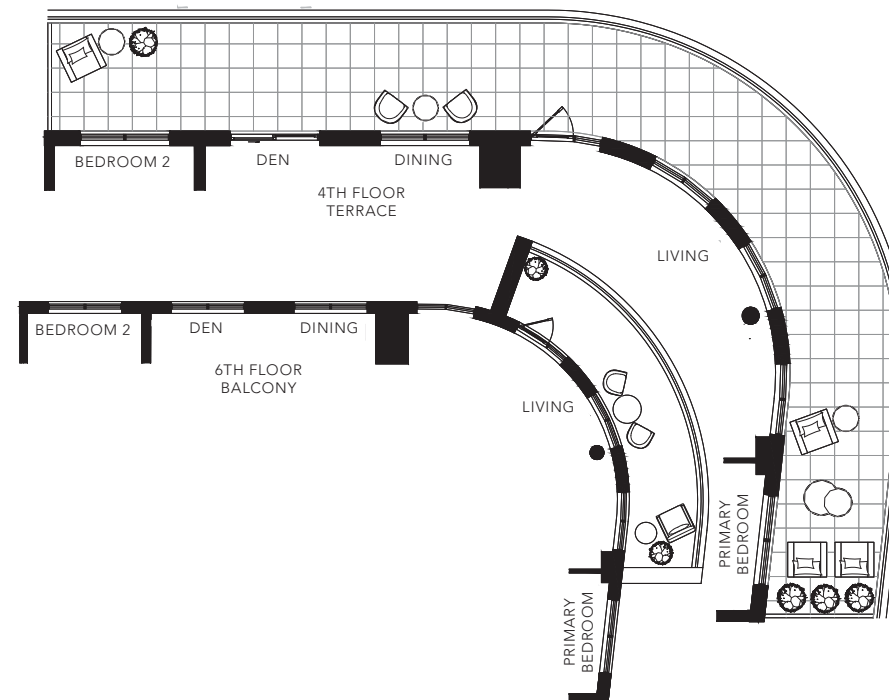 BEDROOM 2
DEN
DINING
4TH FLOOR
TERRACE
LIVING
PRIMARY
BEDROOM
BEDROOM 2
DEN
DINING
6TH FLOOR
BALCONY
LIVING
PRIMARY
BEDROOM